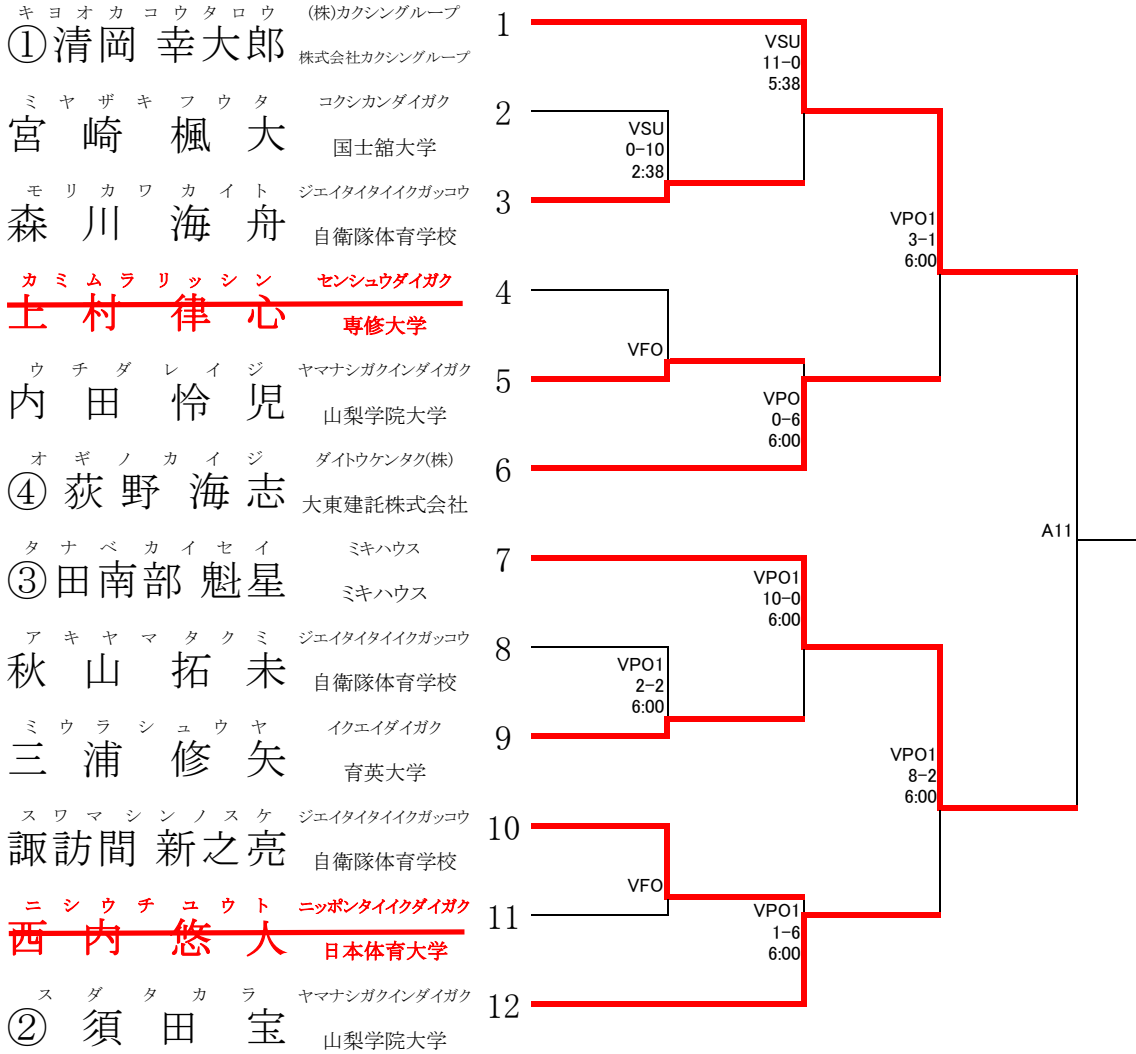 キヨオカコウタロウ (株)カクシングループ
①清岡 幸大郎 株式会社カクシングループ 1
ミヤザキフウタ コクシカンダイガク
宮崎 楓大 国士舘大学 2
モリカワカイト ジエイタイタイイクガッコウ
森川 海舟 自衛隊体育学校 3
カミムラリッシン センシュウダイガク
上村 律心 専修大学 4
ウチダレイジ ヤマナシガクインダイガク
内田 怜児 山梨学院大学 5
オギノカイジ ダイトウケンタク(株)
④荻野 海志 大東建託株式会社 6
タナベカイセイ ミキハウス
③田南部 魁星 ミキハウス 7
アキヤマタクミ ジエイタイタイイクガッコウ
秋山 拓未 自衛隊体育学校 8
ミウラシュウヤ イクエイダイガク
三浦 修矢 育英大学 9
スワマシンノスケ ジエイタイタイイクガッコウ
諏訪間 新之亮 自衛隊体育学校 10
ニシウチユウト ニッポンタイイクダイガク
西内 悠人 日本体育大学 11
スダタカラ ヤマナシガクインダイガク
②須田 宝 山梨学院大学 12
VSU
0-10
2:38
VFO
VPO1
2-2
6:00
VFO
VSU
11-0
5:38
VPO
0-6
6:00
VPO1
10-0
6:00
VPO1
1-6
6:00
VPO1
3-1
6:00
VPO1
8-2
6:00
A11